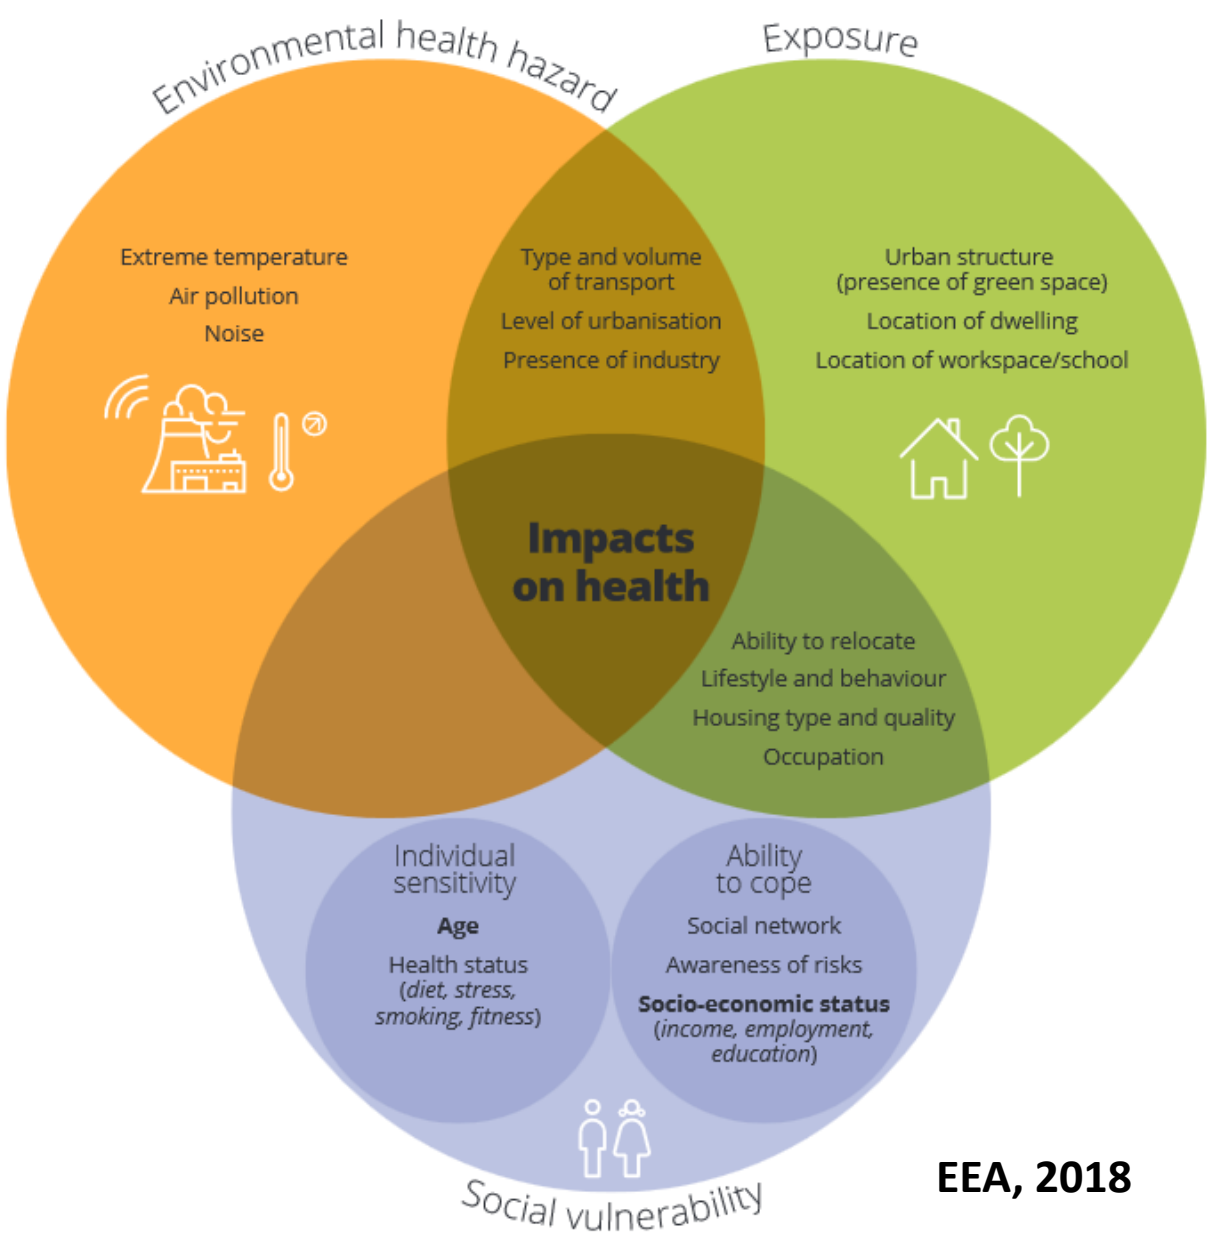 Environmental health hazard
Exposure
Extreme temperature
Air pollution
Noise
Type and volume
of transport
Level of urbanisation
Presence of industry
Urban structure
(presence of green space)
Location of dwelling
Location of workspace/school
Impacts
on health
Ability to relocate
Lifestyle and behaviour
Housing type and quality
Occupation
Individual
sensitivity
Age
Health status
(diet, stress,
smoking, fitness)
Ability
to cope
Social network
Awareness of risks
Socio-economic status
(income, employment,
education)
Social vulnerability
EEA, 2018